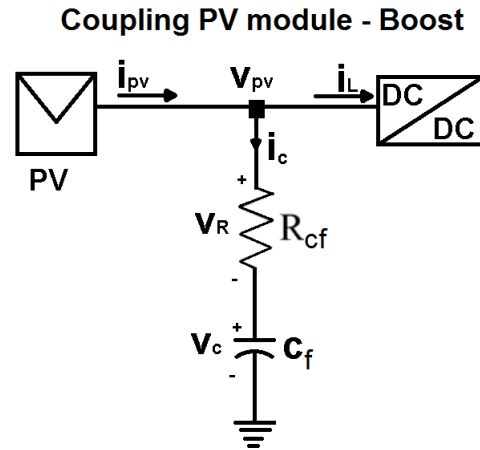 Coupling PV module - Boost
ipv
vpv
iL
DC
DC
PV
ic
+
vR
Rcf
-
+
vc
cf
-